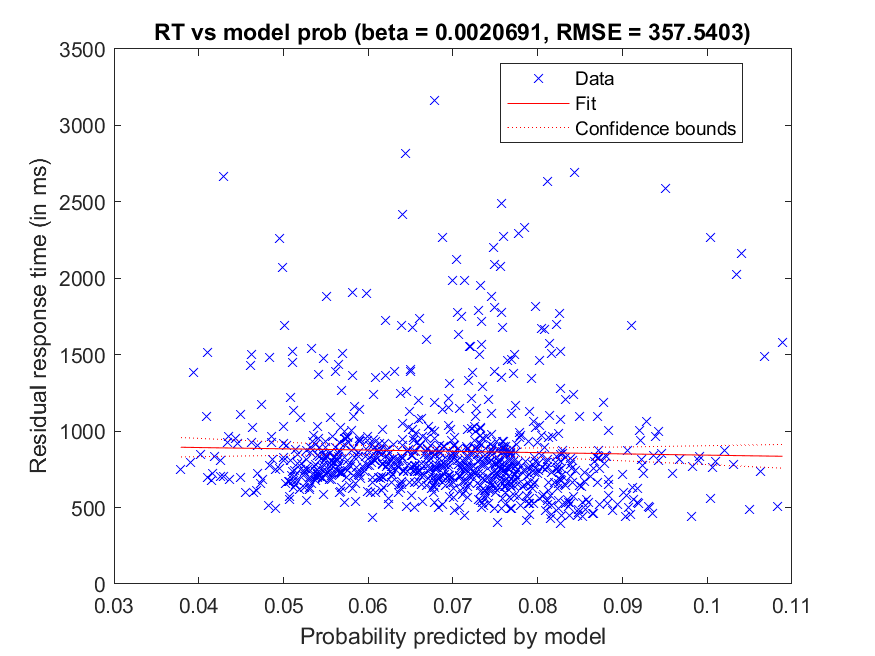 RT vs model prob (beta = 0.0020691, RMSE = 357.5403)
Data
Fit
Confidence bounds
3500
3000
2500
2000
1500
1000
500
0
Residual response time (in ms)
0.03 0.04 0.05 0.06 0.07 0.08 0.09 0.1 0.11
Probability predicted by model